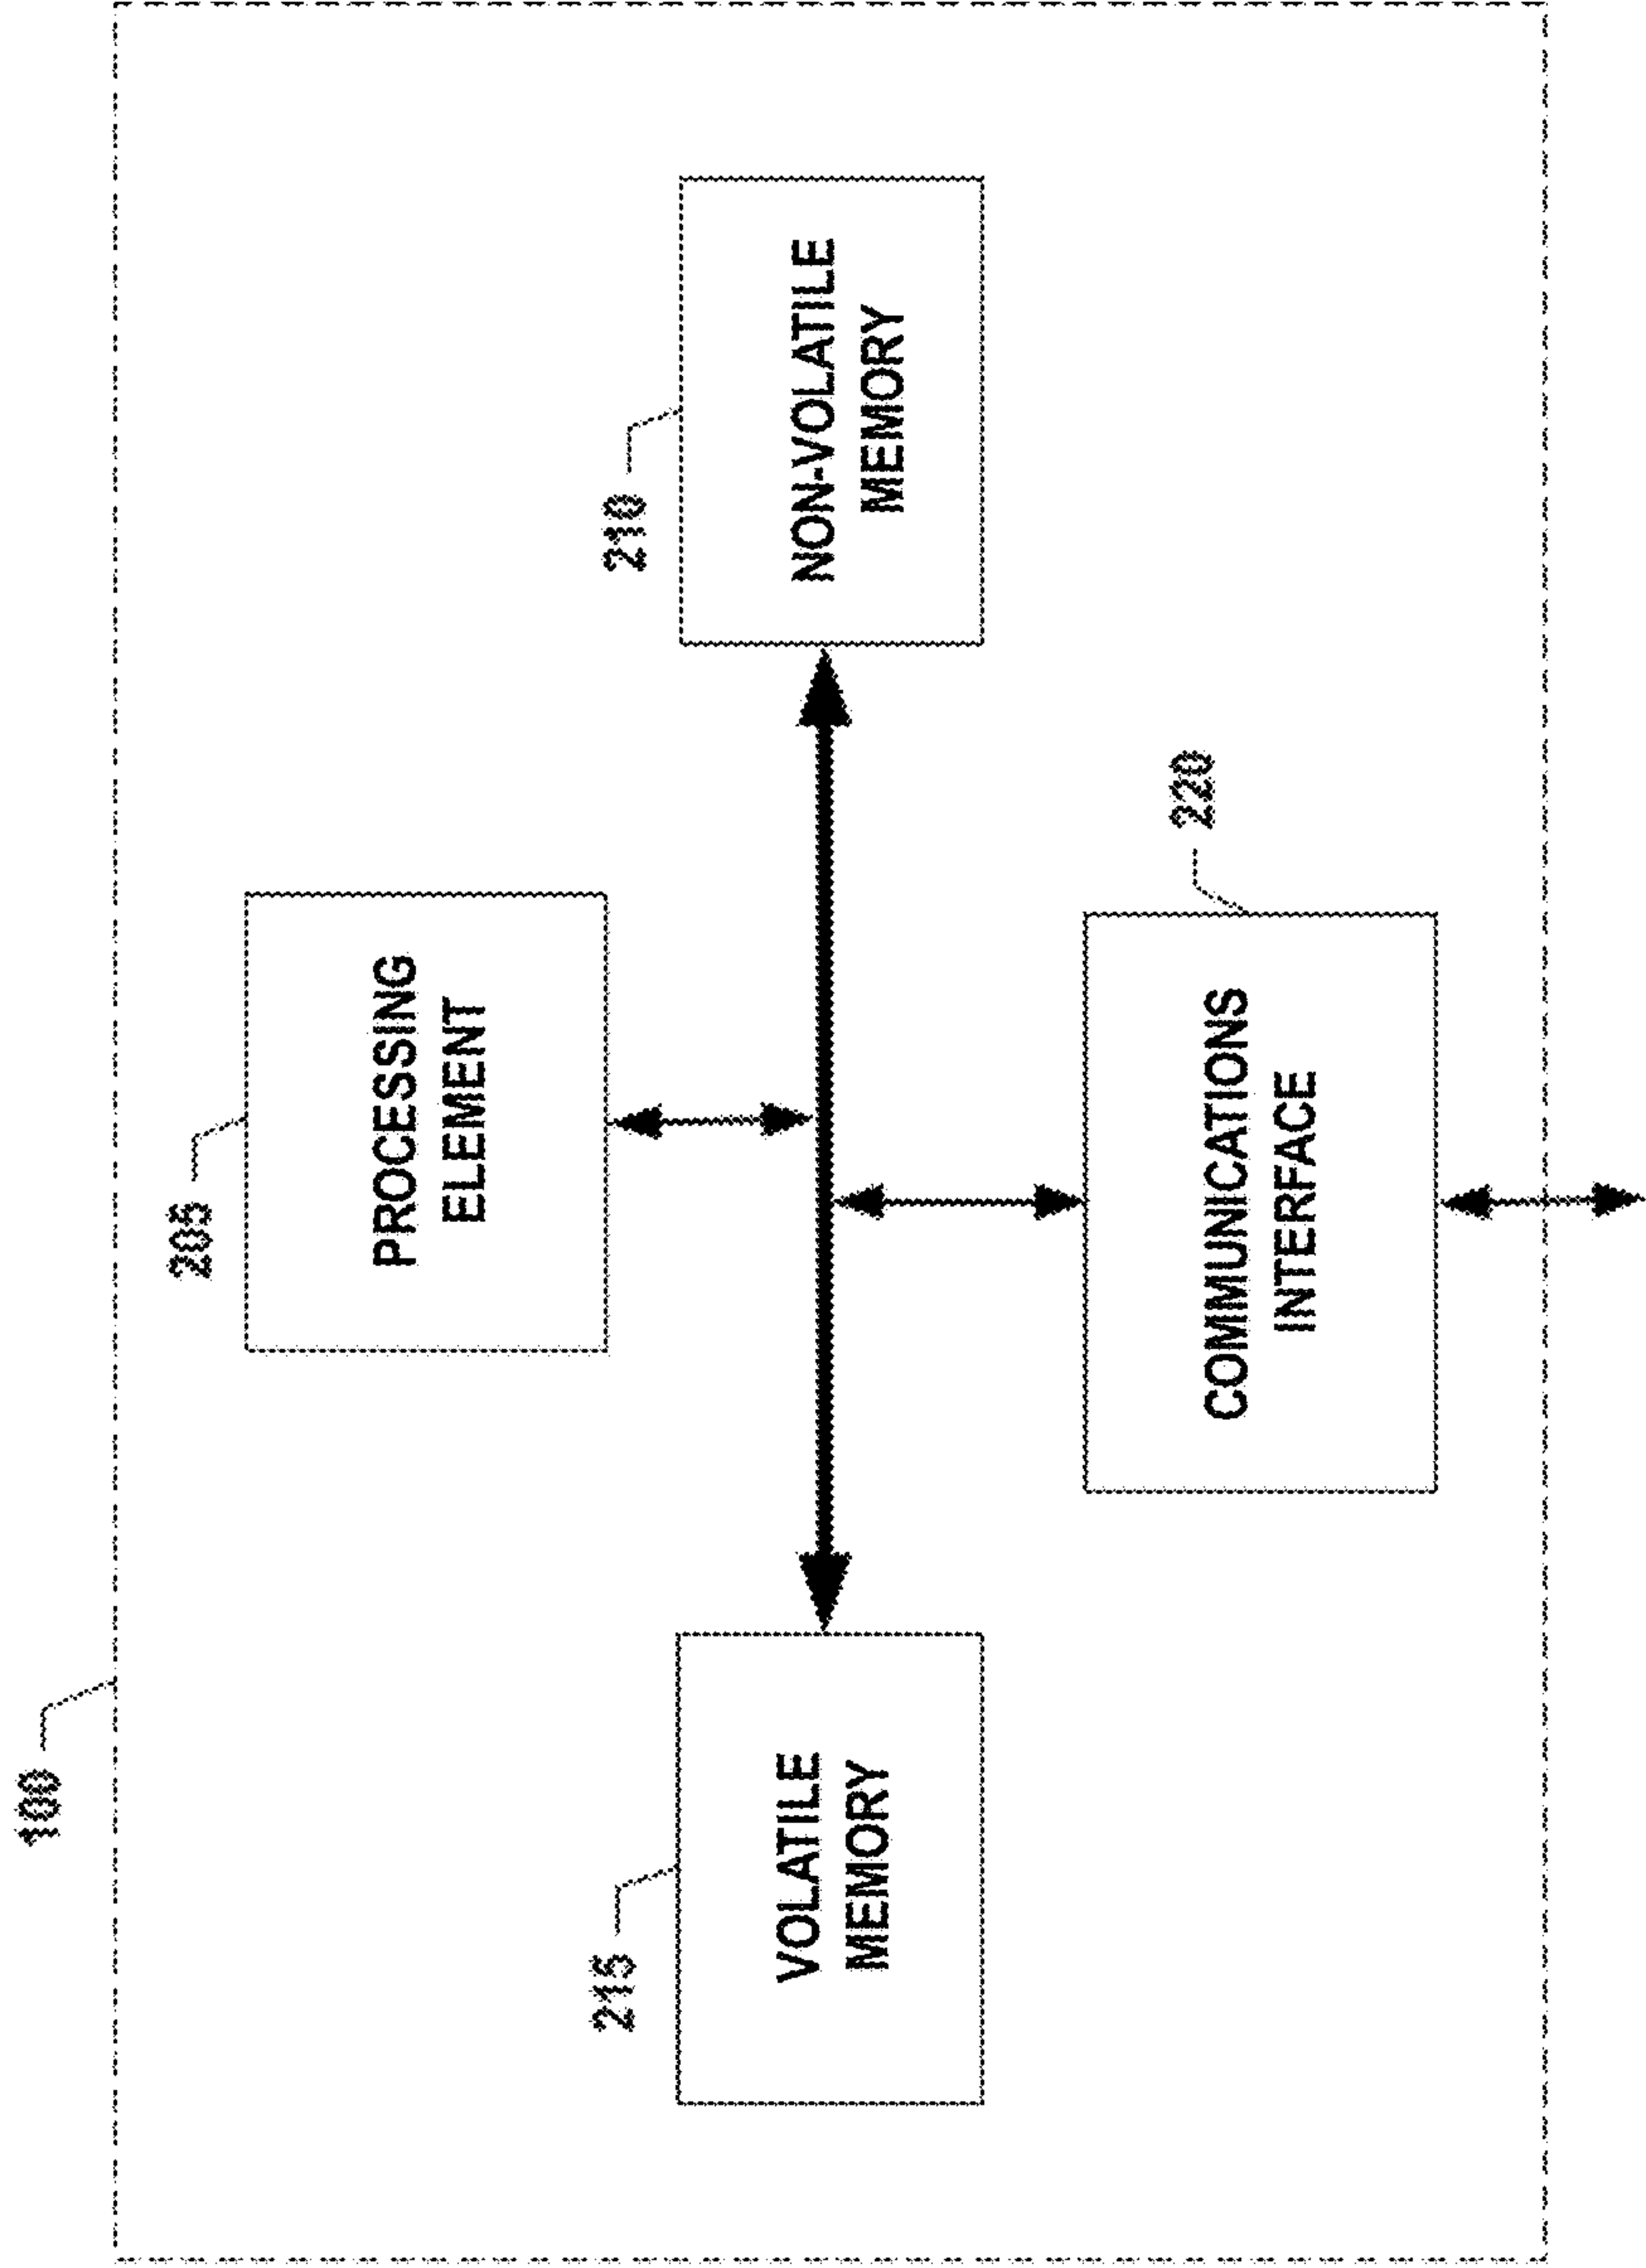 100
205
PROCESSING
ELEMENT
215
VOLATILE
MEMORY
210
NON-VOLATILE
MEMORY
220
COMMUNICATIONS
INTERFACE